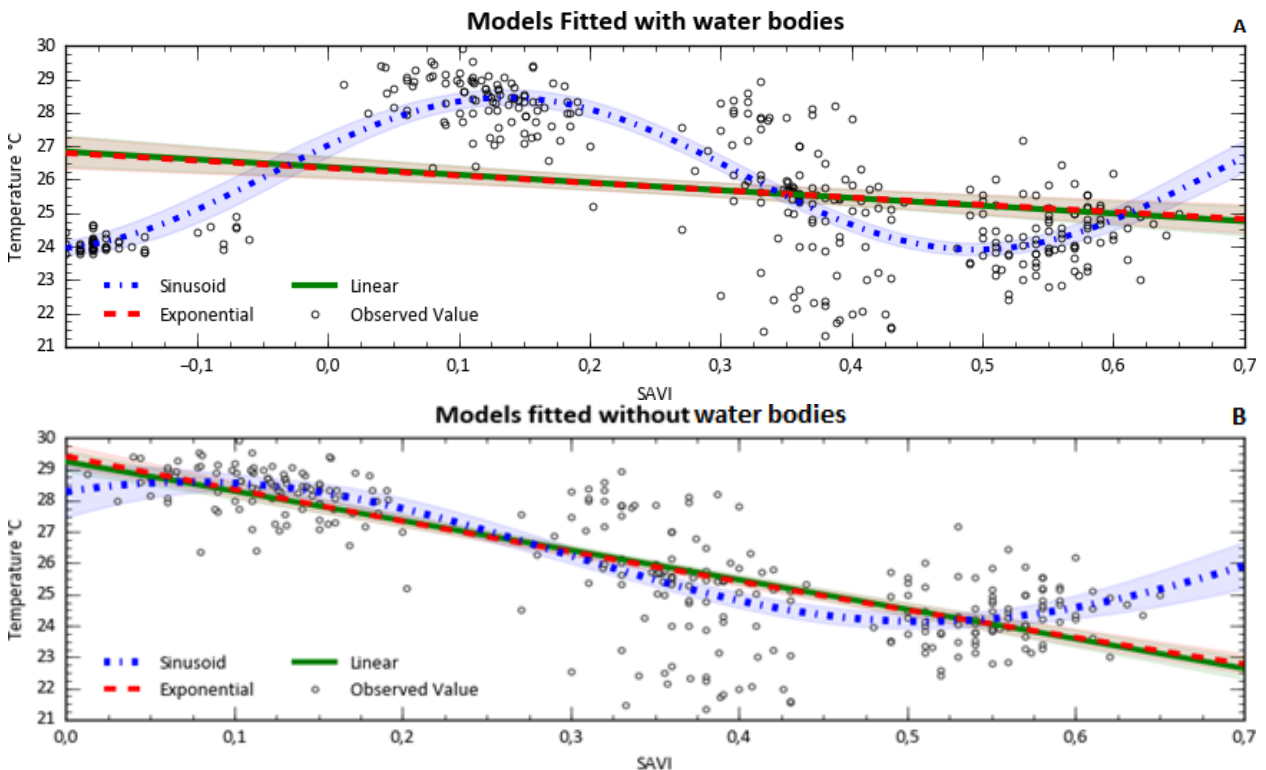 Models Fitted with water bodies
A
30
29
28
27
26
25
24
23
22
21
Temperature °C
Sinusoid
Linear
Exponential
Observed Value
−0,1
0,0
0,1
0,2
0,3
0,4
0,5
0,6
0,7
SAVI
Models fitted without water bodies
B
30
29
28
27
26
25
24
23
22
21
Temperature °C
Sinusoid
Linear
Exponential
Observed Value
0,0
0,1
0,2
0,3
0,4
0,5
0,6
0,7
SAVI